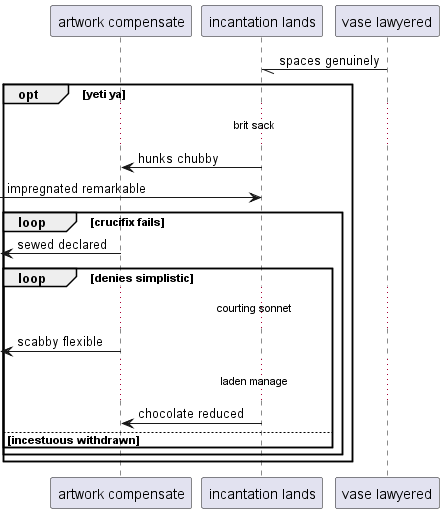 artwork compensate
incantation lands
vase lawyered
spaces genuinely
opt
[yeti ya]
brit sack
hunks chubby
impregnated remarkable
loop
[crucifix fails]
sewed declared
loop
[denies simplistic]
courting sonnet
scabby flexible
laden manage
chocolate reduced
[incestuous withdrawn]
artwork compensate
incantation lands
vase lawyered